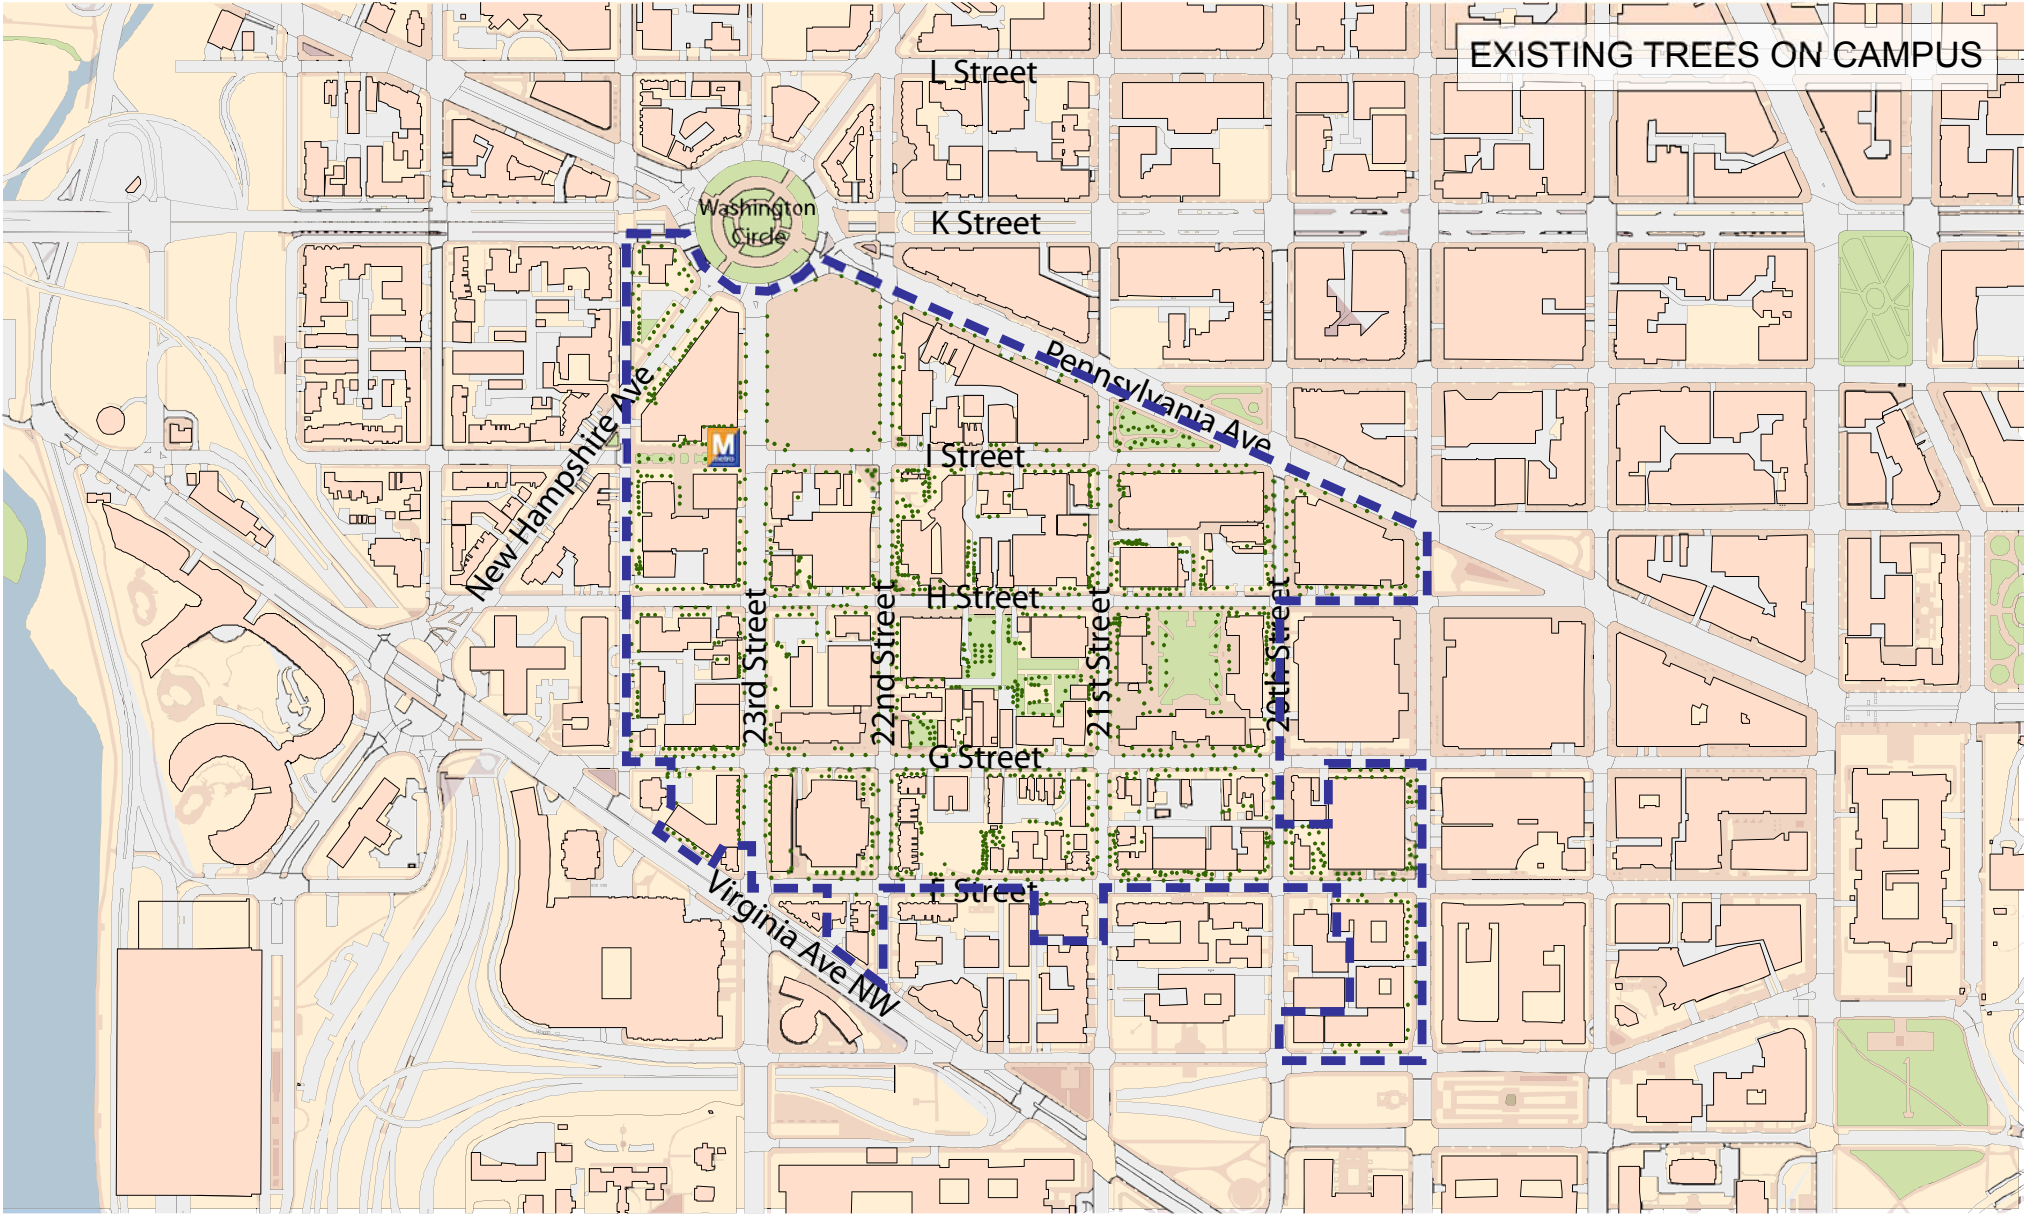 EXISTING TREES ON CAMPUS
L Street
Washington
Circle
K Street
Pennsylvania Ave
New Hampshire Ave
M
metro
I Street
H Street
23rd Street
22nd Street
21st Street
20th Street
G Street
F Street
Virginia Ave NW